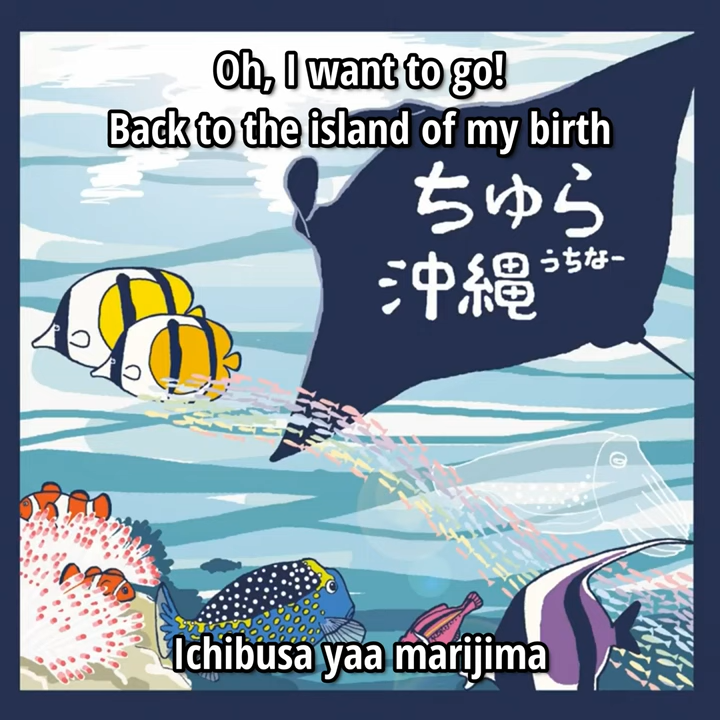 Oh, I want to go!
Back to the island of my birth
ちゅら
沖縄 うちなー
Ichibusa yaa marijima